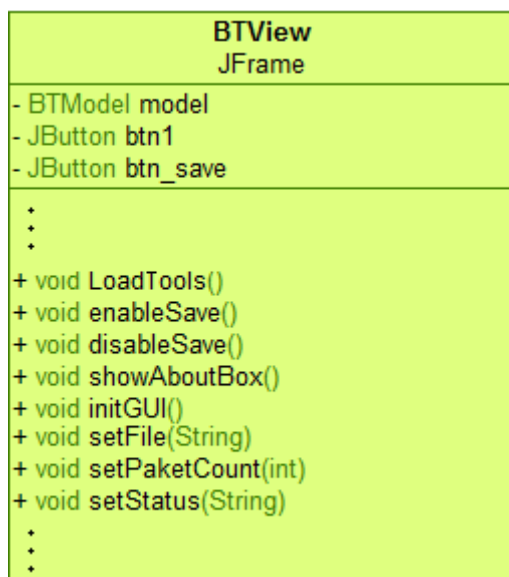 BTView
JFrame
- BTModel model
- JButton btn1
- JButton btn_save
+ void LoadTools()
+ void enableSave()
+ void disableSave()
+ void showAboutBox()
+ void initGUI()
+ void setFile(String)
+ void setPaketCount(int)
+ void setStatus(String)